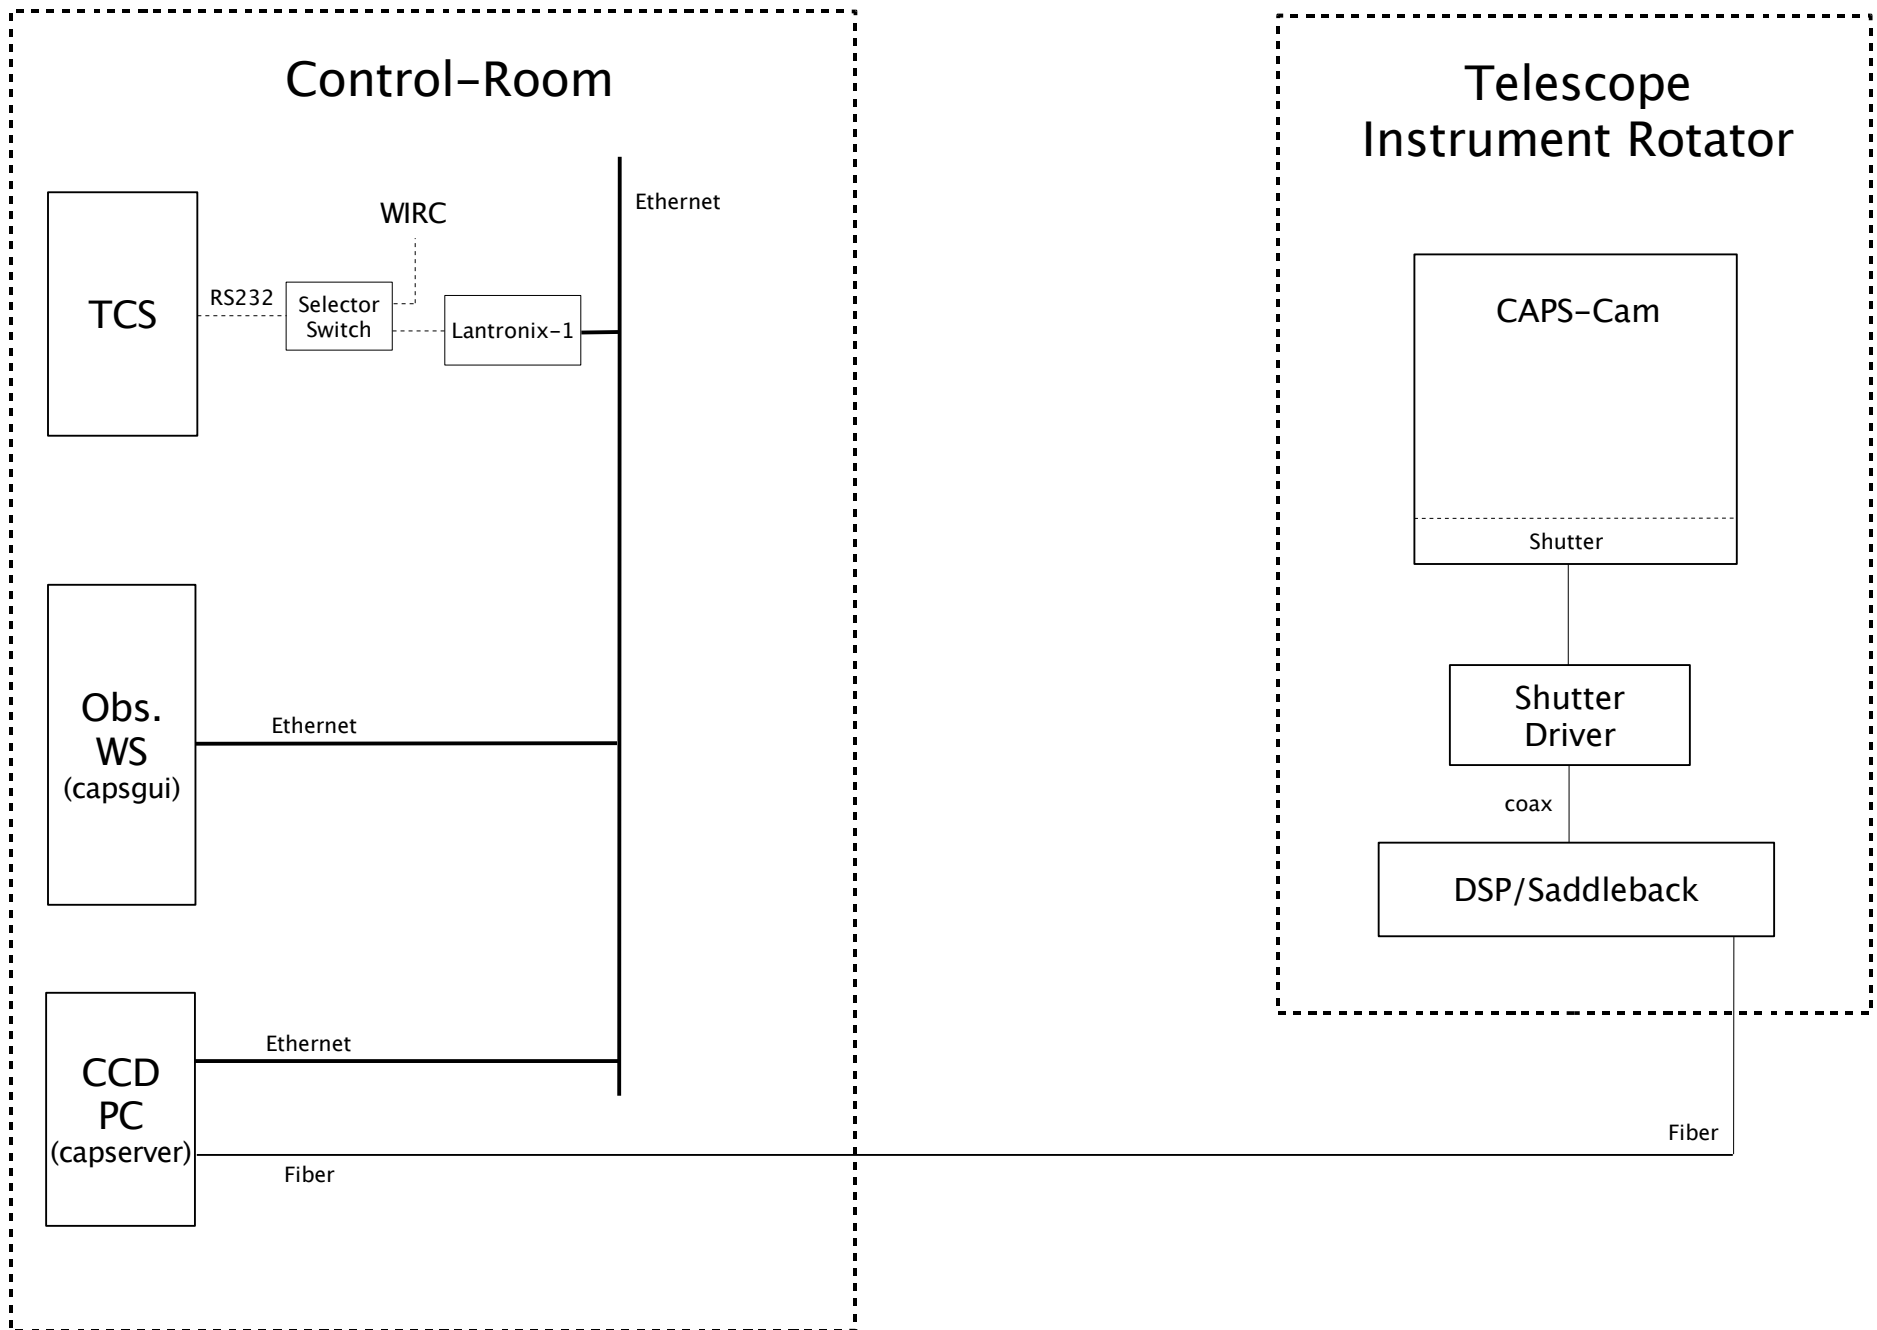 Control-Room
TCS
RS232
Selector
Switch
WIRC
Lantronix-1
Ethernet
Obs.
WS
(capsgui)
Ethernet
CCD
PC
(capserver)
Ethernet
Fiber
Telescope
Instrument Rotator
CAPS-Cam
Shutter
Shutter
Driver
coax
DSP/Saddleback
Fiber